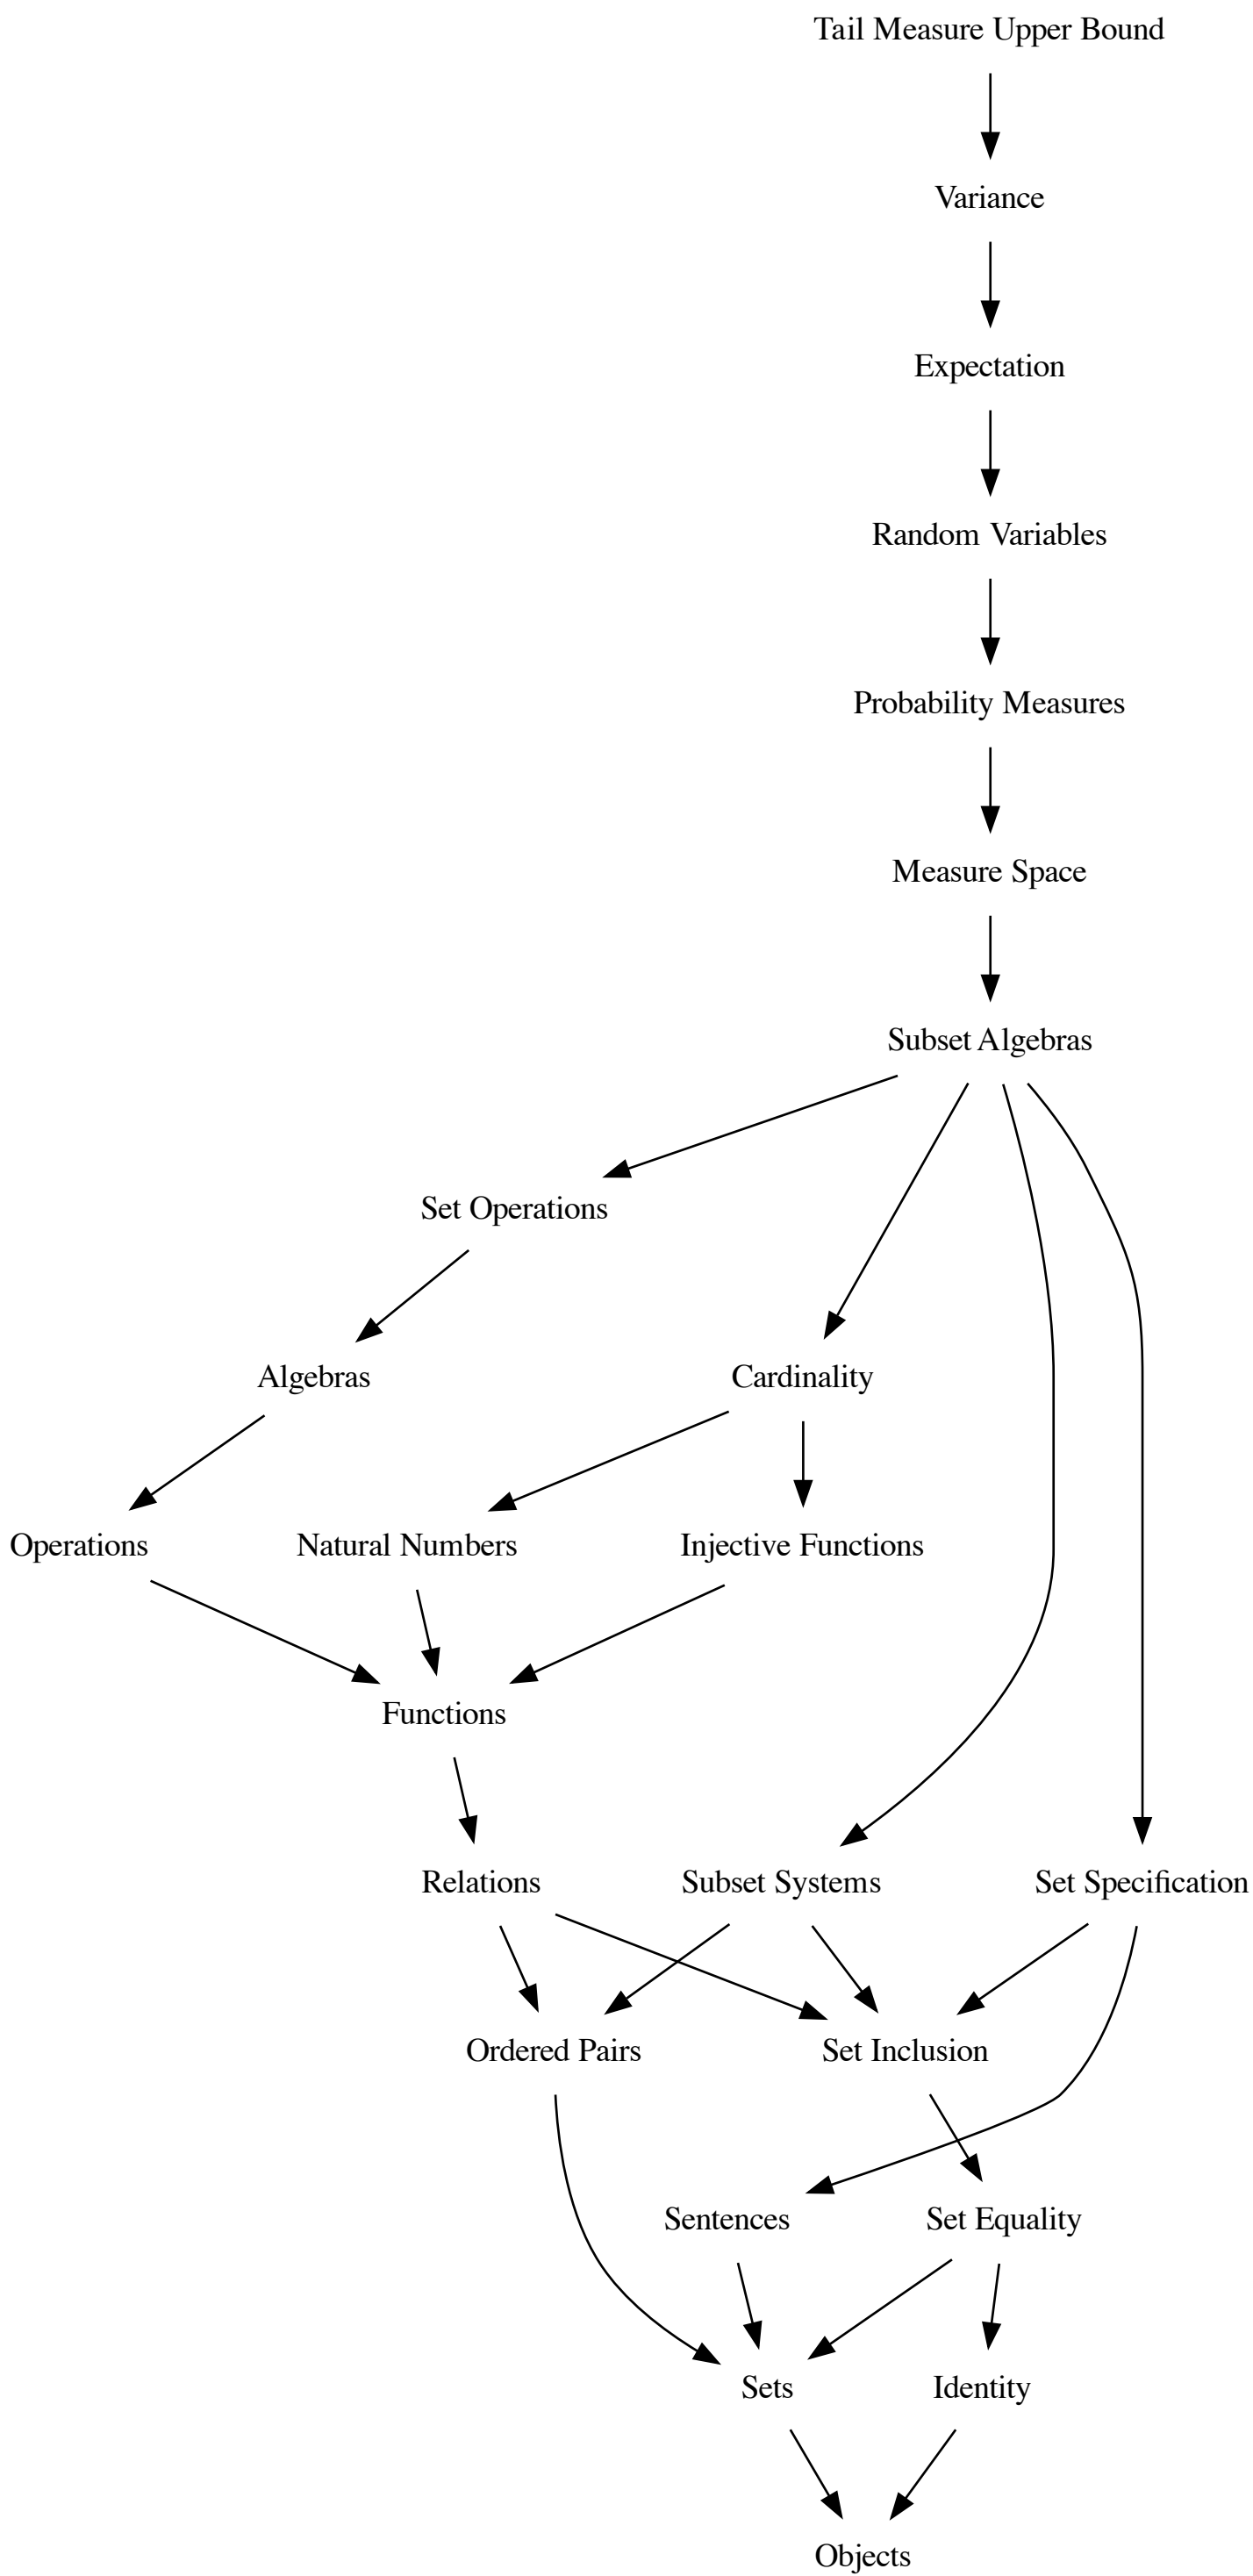 Tail Measure Upper Bound
Variance
Expectation
Random Variables
Probability Measures
Measure Space
Subset Algebras
Set Operations
Algebras
Cardinality
Operations
Natural Numbers
Injective Functions
Functions
Relations
Subset Systems
Set Specification
Ordered Pairs
Set Inclusion
Sentences
Set Equality
Sets
Identity
Objects